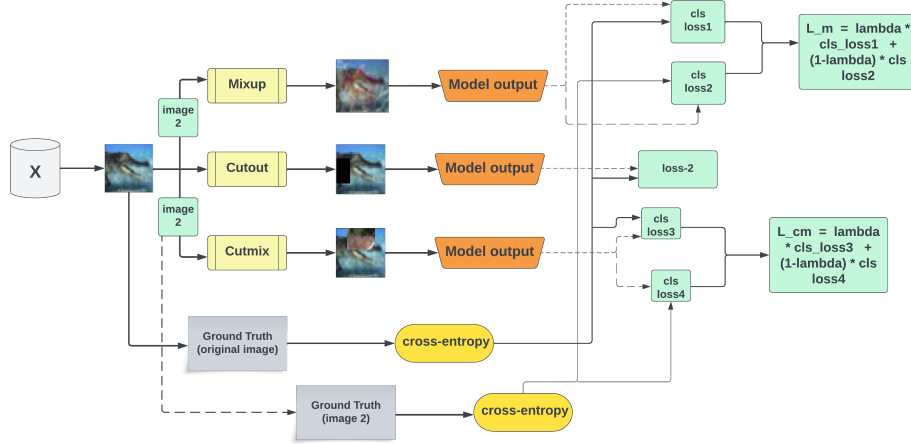 cls
loss1
L_m = lambda *
cls_loss1 +
(1-lambda) * cls
loss2
Mixup
Model output
cls
loss2
image
2
X
Cutout
Model output
loss-2
image
2
Cutmix
Model output
cls
loss3
L_cm = lambda
* cls_loss3 +
(1-lambda) * cls
loss4
cls
loss4
Ground Truth
(original image)
cross-entropy
Ground Truth
(image 2)
cross-entropy